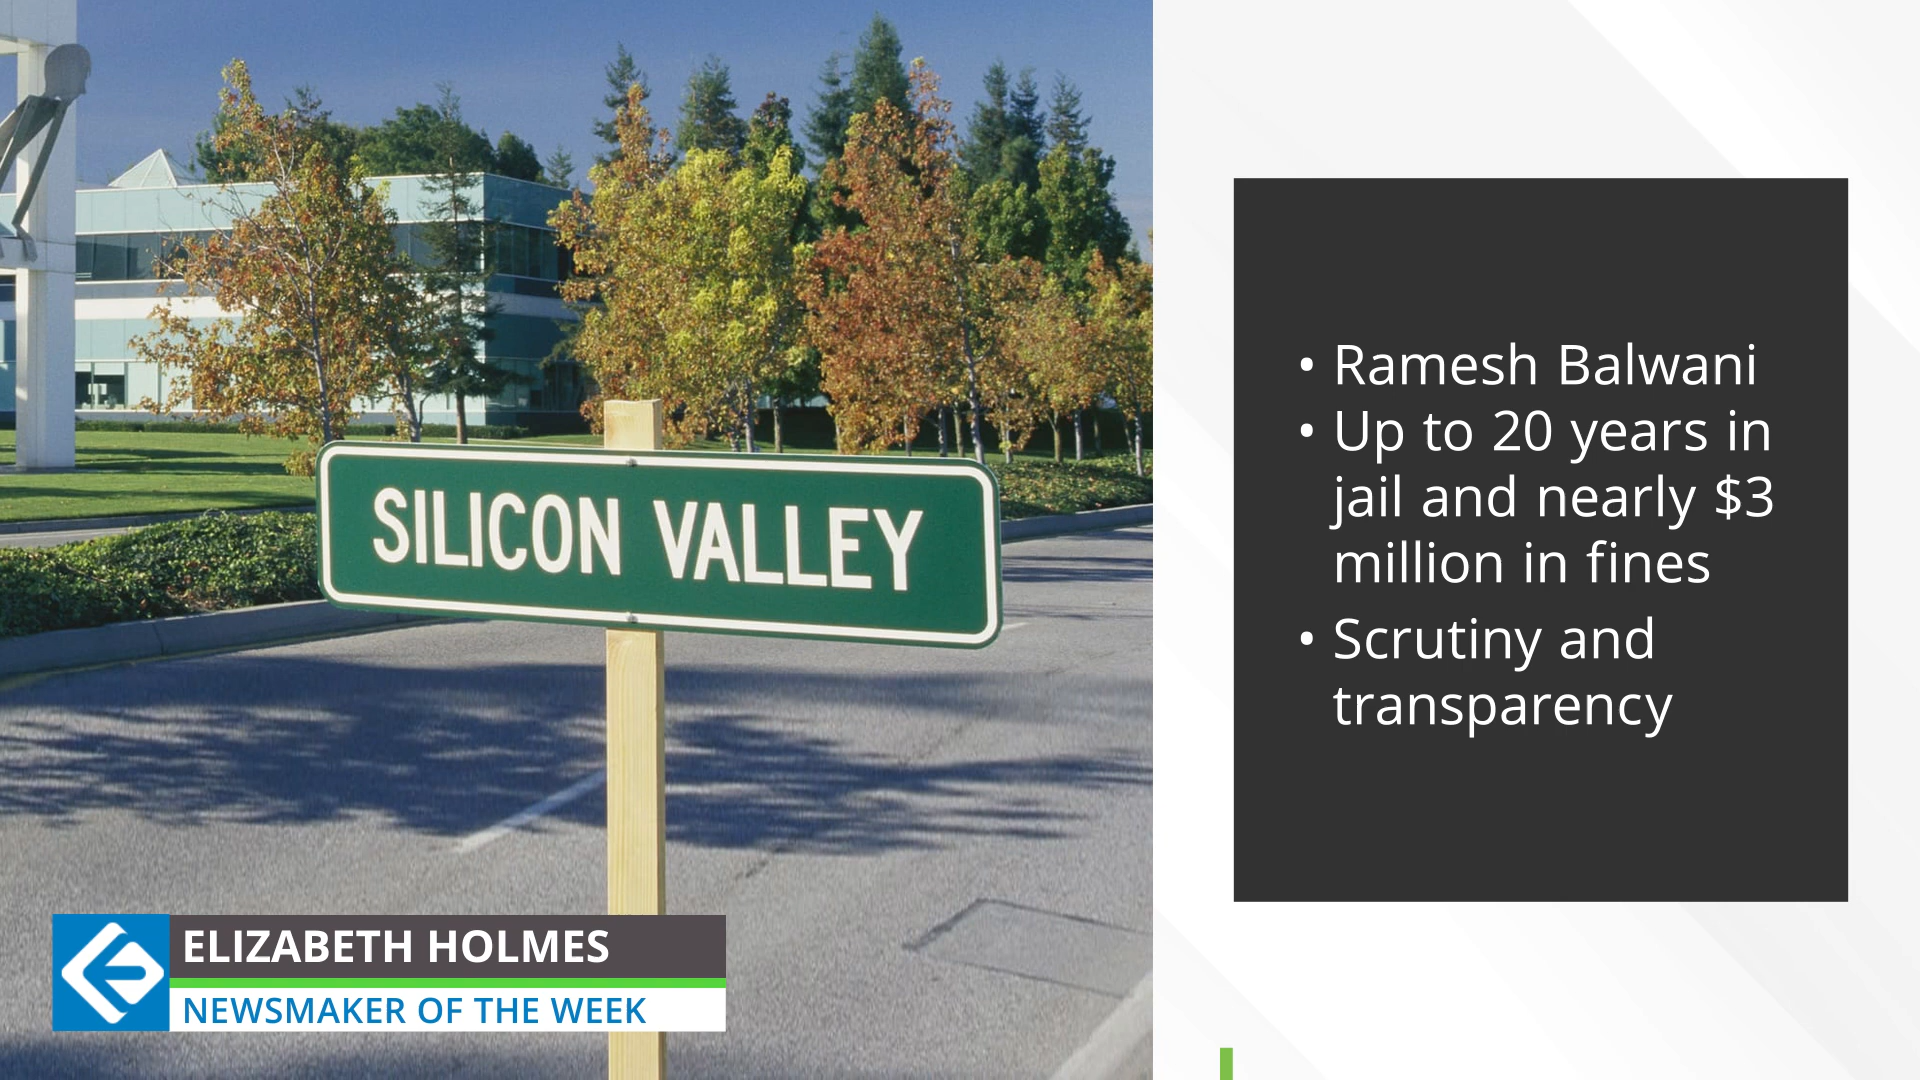 SILICON VALLEY
ELIZABETH HOLMES
NEWSMAKER OF THE WEEK
• Ramesh Balwani
• Up to 20 years in
jail and nearly $3
million in fines
• Scrutiny and
transparency